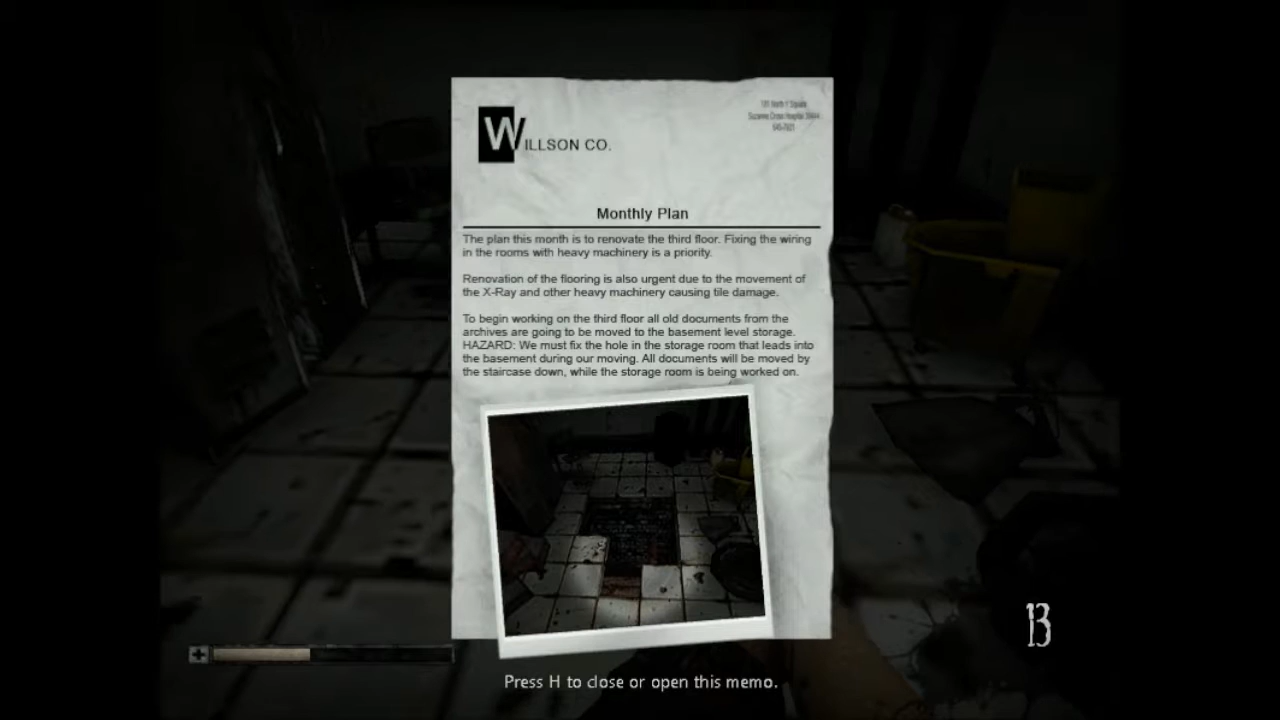 WILLSON CO.
Monthly Plan
The plan this month is to renovate the third floor. Fixing the wiring
in the rooms with heavy machinery is a priority.
Renovation of the flooring is also urgent due to the movement of
the X-Ray and other heavy machinery causing tile damage.
To begin working on the third floor all old documents from the
archives are going to be moved to the basement level storage.
HAZARD: We must fix the hole in the storage room that leads into
the basement during our moving. All documents will be moved by
the staircase down, while the storage room is being worked on.
13
Press H to close or open this memo.